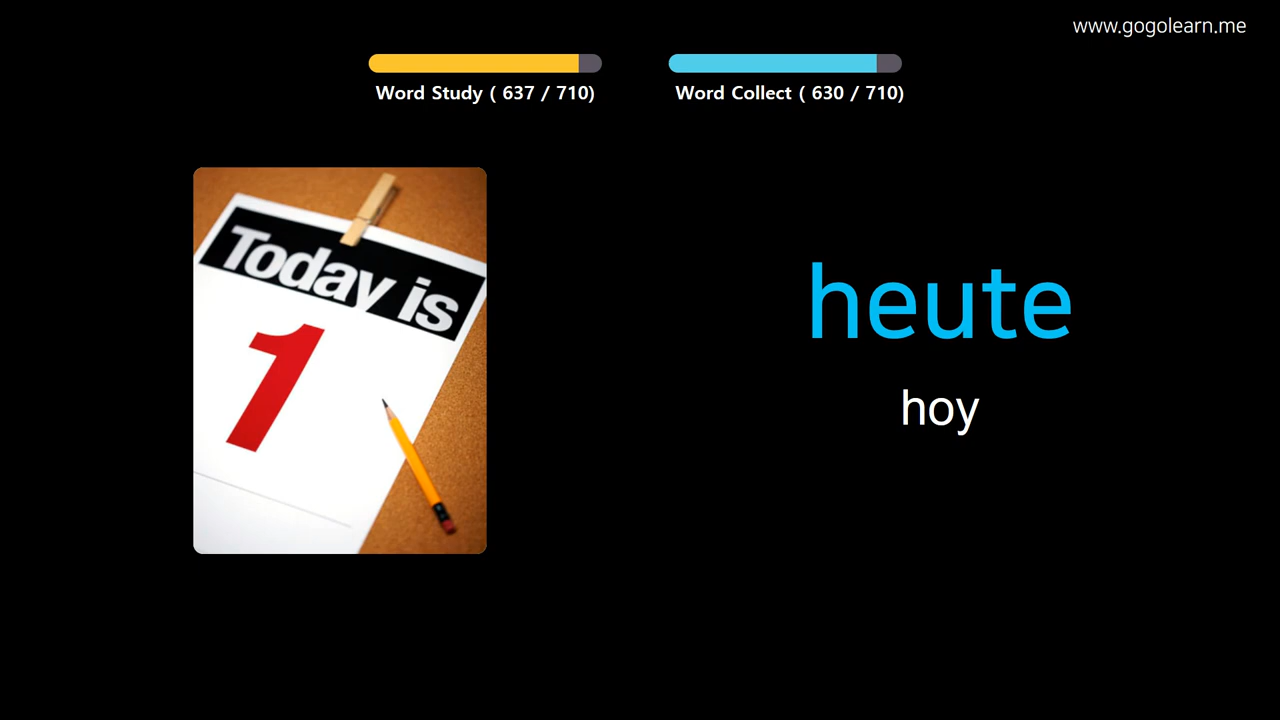 www.gogolearn.me
Word Study ( 637 / 710)
Word Collect ( 630 / 710)
Today is
1
heute
hoy